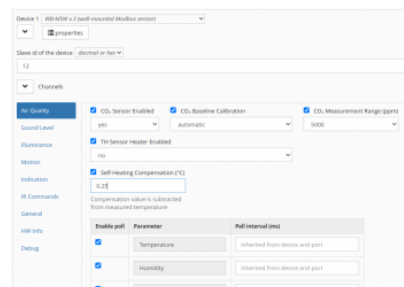 Device 1 WB-MSW v.3 (wall-mounted Modbus sensor)
properties
Slave id of the device decimal or hex
12
Channels
Air Quality
Sound Level
Illuminance
Motion
Indication
IR Commands
General
HW Info
Debug
CO₂ Sensor Enabled
yes
CO₂ Baseline Calibration
automatic
CO₂ Measurement Range (ppm)
5000
TH Sensor Heater Enabled
no
Self-Heating Compensation (°C)
0.25
Compensation value is subtracted
from measured temperature
Enable poll Parameter Poll interval (ms)
Temperature inherited from device and port
Humidity inherited from device and port